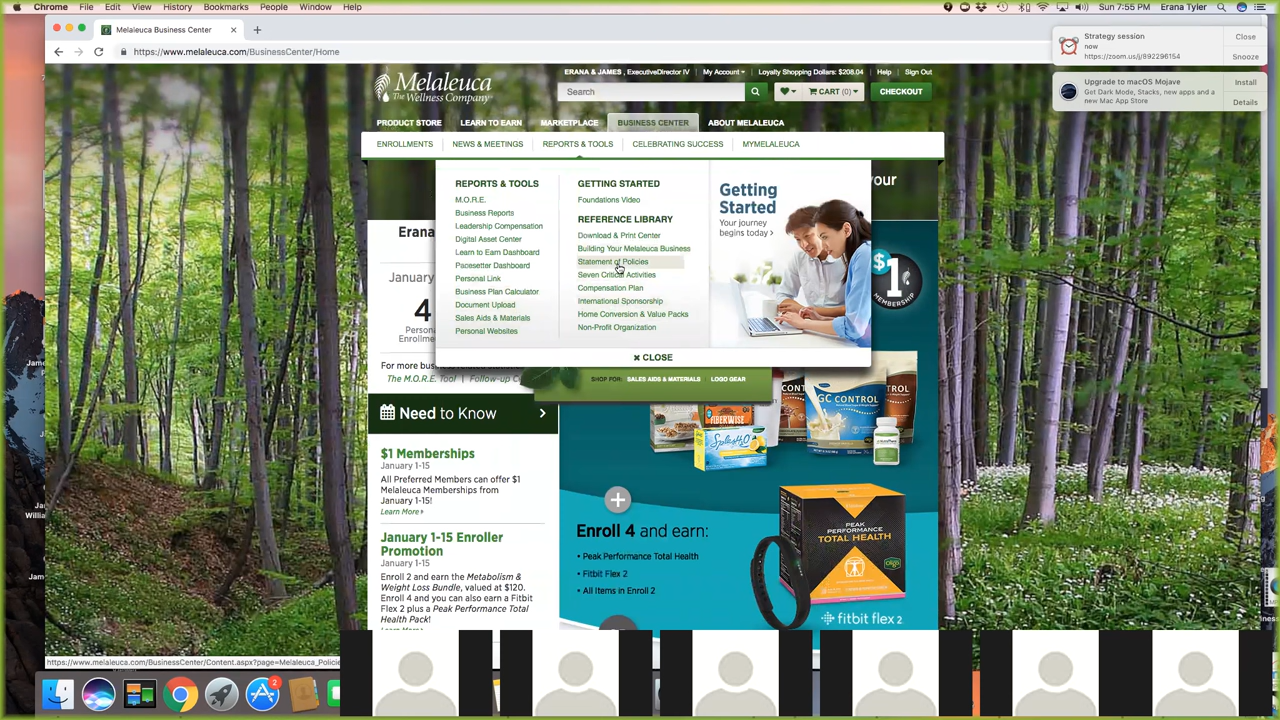 Chrome File Edit View History Bookmarks People Window Help Sun 7:55 PM Erana Tyler
Melaleuca Business Center
https://www.melaleuca.com/BusinessCenter/Home
Strategy session
now
https://zoom.us/j/992296154
Close
Snooze
Upgrade to macOS Mojave
Get Dark Mode, Stacks, new apps and a
new Mac App Store
Install
Details
Melaleuca
The Wellness Company
ERANA & JAMES , ExecutiveDirector IV My Account Loyalty Shopping Dollars: $208.04 Help Sign Out
Search CART (0) CHECKOUT
PRODUCT STORE LEARN TO EARN MARKETPLACE BUSINESS CENTER ABOUT MELALEUCA
ENROLLMENTS NEWS & MEETINGS REPORTS & TOOLS CELEBRATING SUCCESS MYMELALEUCA
REPORTS & TOOLS
M.O.R.E.
Business Reports
Leadership Compensation
Digital Asset Center
Learn to Earn Dashboard
Pacesetter Dashboard
Personal Link
Business Plan Calculator
Document Upload
Sales Aids & Materials
Personal Websites
GETTING STARTED
Foundations Video
REFERENCE LIBRARY
Download & Print Center
Building Your Melaleuca Business
Statement of Policies
Seven Critical Activities
Compensation Plan
International Sponsorship
Home Conversion & Value Packs
Non-Profit Organization
Getting
Started
Your journey
begins today
CLOSE
your
Erana
January
4
Persona
Enrollme
For more bu
The M.O.R.E. Tool | Follow-up C
SHOP FOR: SALES AIDS & MATERIALS LOGO GEAR
$1
MEMBERSHIP
Need to Know
$1 Memberships
January 1-15
All Preferred Members can offer $1
Melaleuca Memberships from
January 1-15!
Learn More
January 1-15 Enroller
Promotion
Enroll 2 and earn the Metabolism &
Weight Loss Bundle, valued at $120.
Enroll 4 and you can also earn a Fitbit
Flex 2 plus a Peak Performance Total
Health Pack!
GC CONTROL
FIBERWISE
Enroll 4 and earn:
• Peak Performance Total Health
• Fitbit Flex 2
• All Items in Enroll 2
PEAK
PERFORMANCE
TOTAL HEALTH
fitbit flex 2
https://www.melaleuca.com/BusinessCenter/Content.aspx?page=Melaleuca_Policie
2